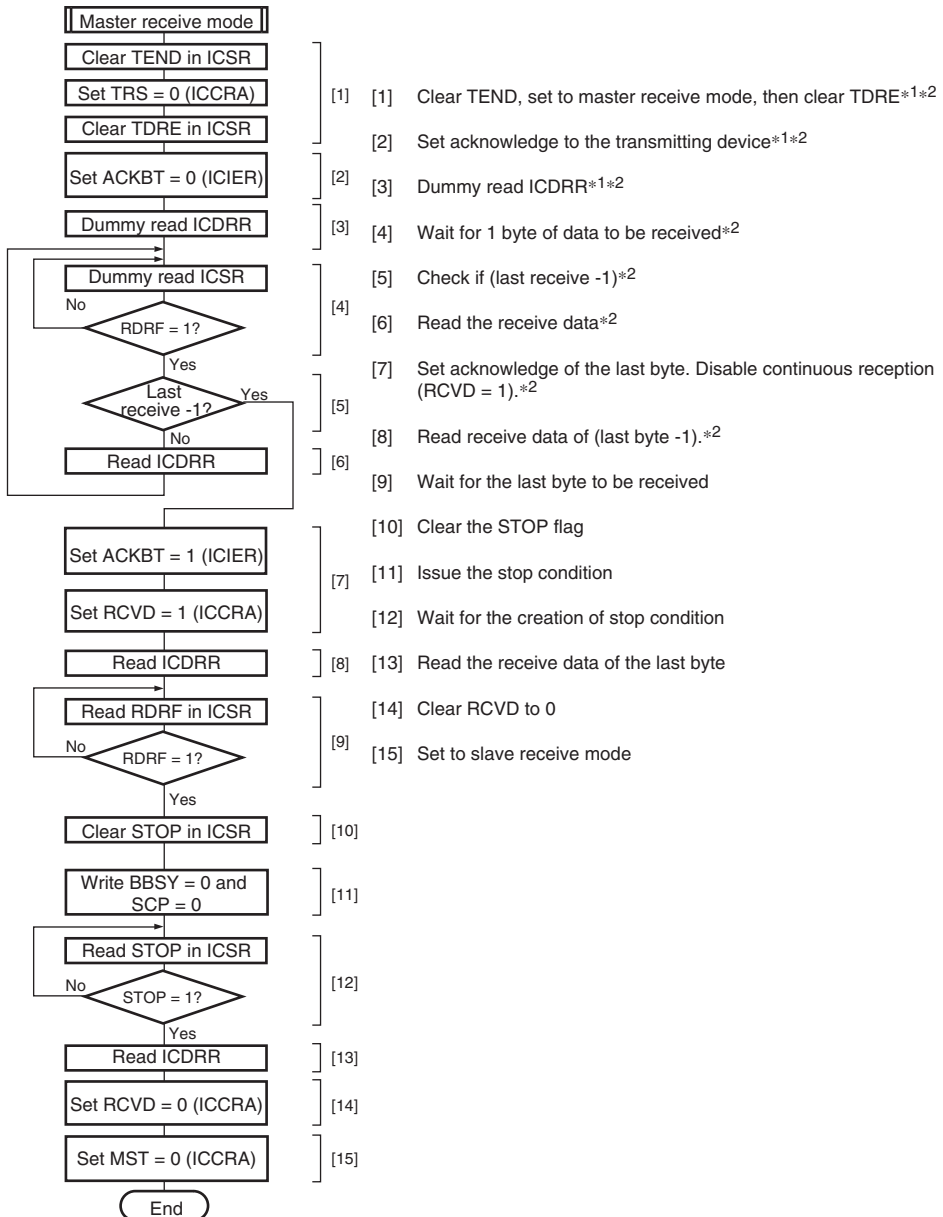 Master receive mode
Clear TEND in ICSR
Set TRS = 0 (ICCRA)
Clear TDRE in ICSR
[1]
Set ACKBT = 0 (ICIER)
[2]
Dummy read ICDRR
[3]
Dummy read ICSR
No
RDRF = 1?
[4]
Yes
Last
receive -1?
Yes
[5]
No
Read ICDRR
[6]
Set ACKBT = 1 (ICIER)
Set RCVD = 1 (ICCRA)
[7]
Read ICDRR
[8]
Read RDRF in ICSR
No
RDRF = 1?
[9]
Yes
Clear STOP in ICSR
[10]
Write BBSY = 0 and
SCP = 0
[11]
Read STOP in ICSR
No
STOP = 1?
[12]
Yes
Read ICDRR
[13]
Set RCVD = 0 (ICCRA)
[14]
Set MST = 0 (ICCRA)
[15]
End
[1] Clear TEND, set to master receive mode, then clear TDRE*1*2
[2] Set acknowledge to the transmitting device*1*2
[3] Dummy read ICDRR*1*2
[4] Wait for 1 byte of data to be received*2
[5] Check if (last receive -1)*2
[6] Read the receive data*2
[7] Set acknowledge of the last byte. Disable continuous reception
(RCVD = 1).*2
[8] Read receive data of (last byte -1).*2
[9] Wait for the last byte to be received
[10] Clear the STOP flag
[11] Issue the stop condition
[12] Wait for the creation of stop condition
[13] Read the receive data of the last byte
[14] Clear RCVD to 0
[15] Set to slave receive mode